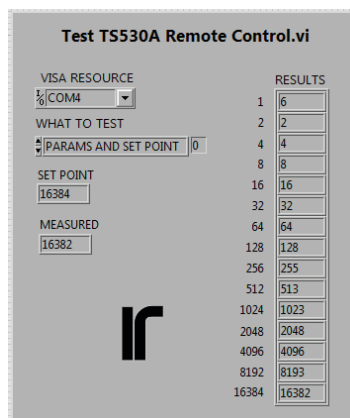 Test TS530A Remote Control.vi
VISA RESOURCE
I/O COM4
WHAT TO TEST
PARAMS AND SET POINT 0
SET POINT
16384
MEASURED
16382
RESULTS
1 6
2 2
4 4
8 8
16 16
32 32
64 64
128 128
256 255
512 513
1024 1023
2048 2048
4096 4096
8192 8193
16384 16382